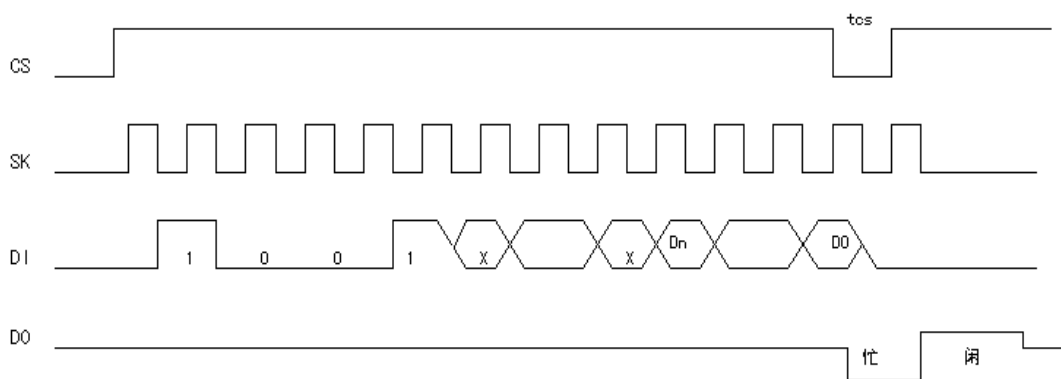 tcs
CS
SK
DI 1 0 0 1 X X Dn D0
DO 忙 闲